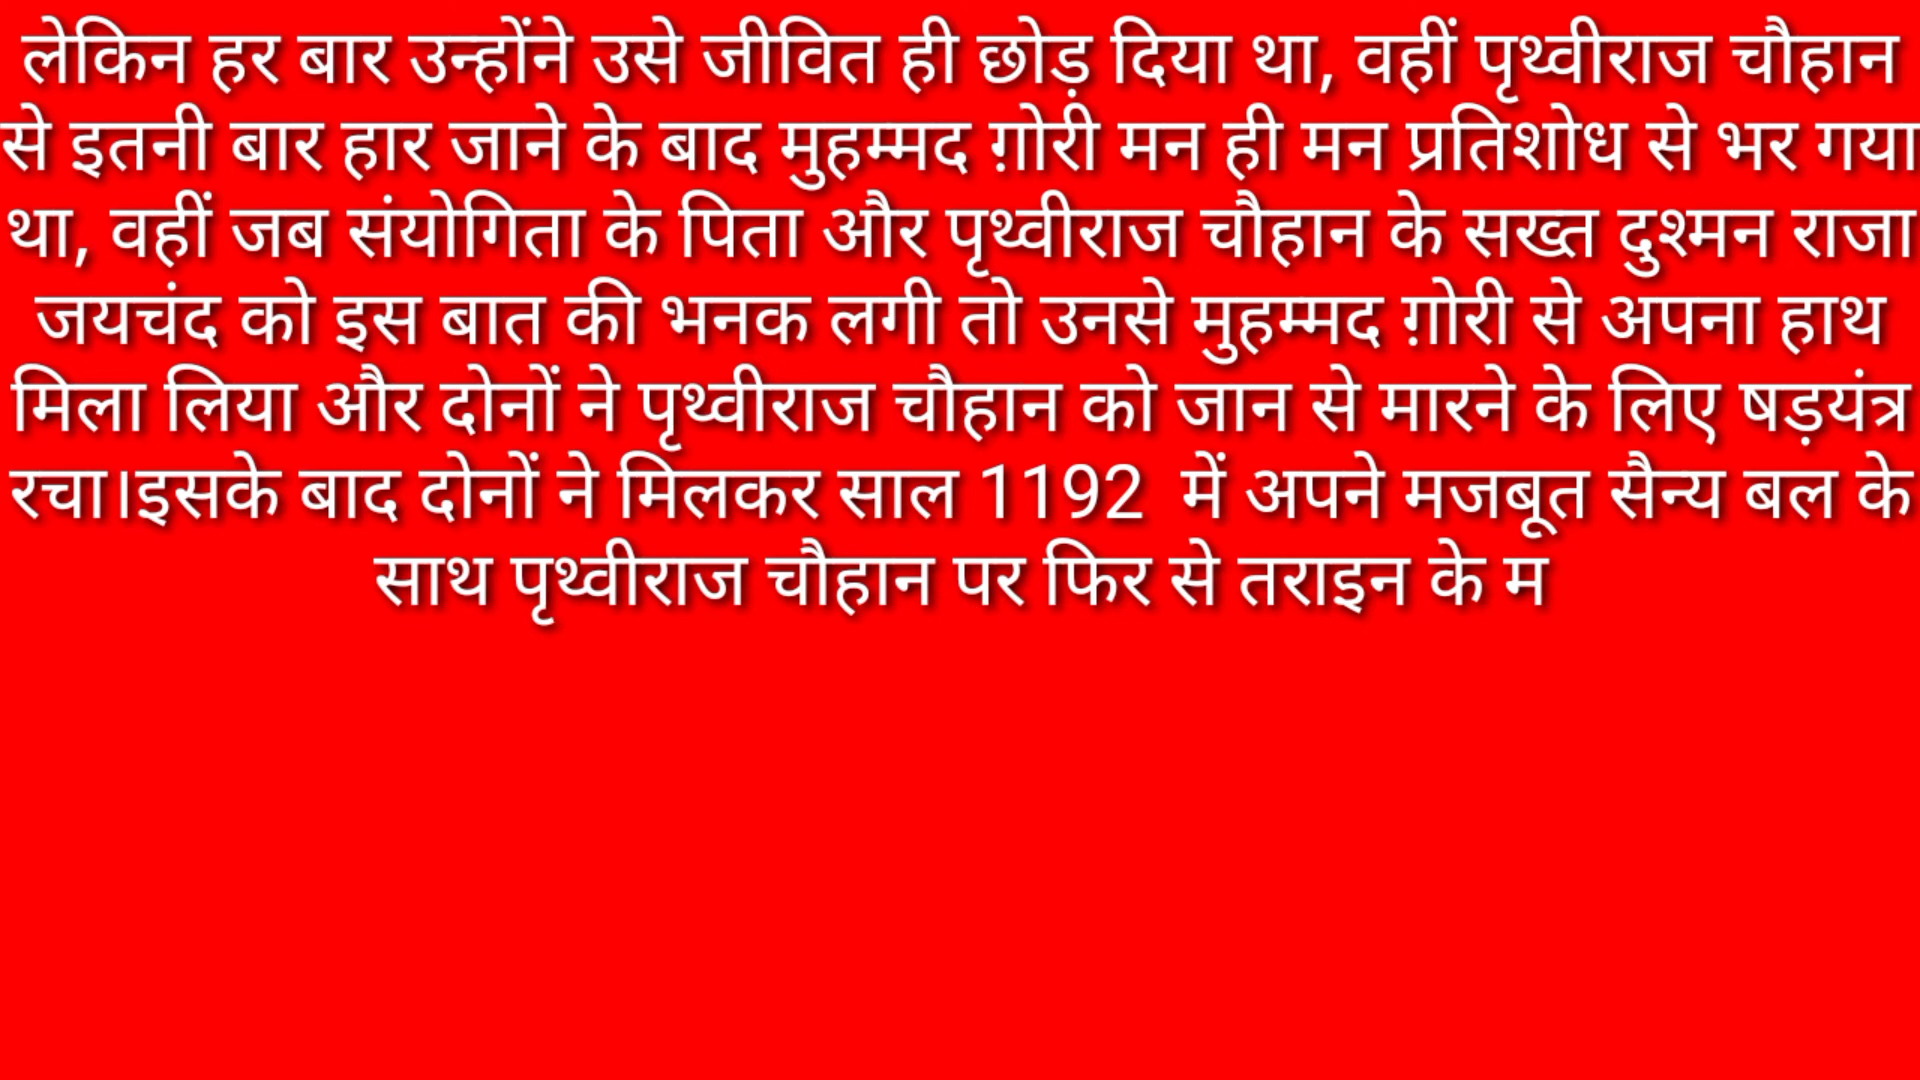 लेकिन हर बार उन्होंने उसे जीवित ही छोड़ दिया था, वहीं पृथ्वीराज चौहान
से इतनी बार हार जाने के बाद मुहम्मद ग़ोरी मन ही मन प्रतिशोध से भर गया
था, वहीं जब संयोगिता के पिता और पृथ्वीराज चौहान के सख्त दुश्मन राजा
जयचंद को इस बात की भनक लगी तो उनसे मुहम्मद ग़ोरी से अपना हाथ
मिला लिया और दोनों ने पृथ्वीराज चौहान को जान से मारने के लिए षड़यंत्र
रचा।इसके बाद दोनों ने मिलकर साल 1192  में अपने मजबूत सैन्य बल के
साथ पृथ्वीराज चौहान पर फिर से तराइन के म